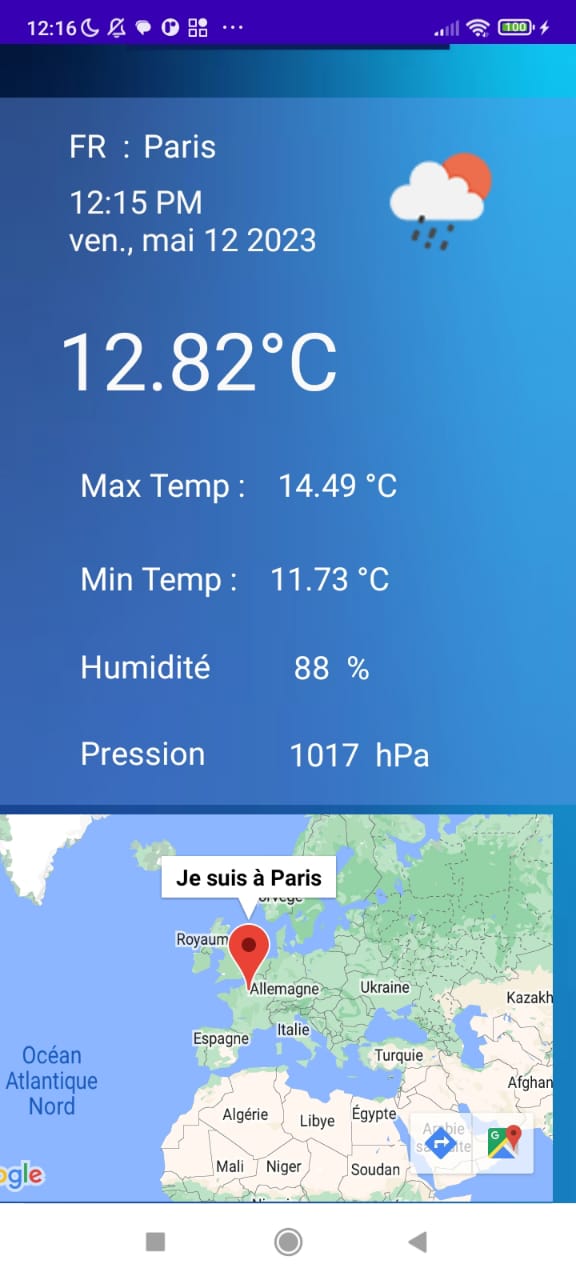 12:16
100
FR : Paris
12:15 PM
ven., mai 12 2023
12.82°C
Max Temp : 14.49 °C
Min Temp : 11.73 °C
Humidité 88 %
Pression 1017 hPa
Je suis à Paris
Royaum
Allemagne
Ukraine
Kazakh
Italie
Espagne
Turquie
Océan
Atlantique
Nord
Afghan
Algérie
Libye
Égypte
Arabie
Mali
Niger
Soudan
ogle
G